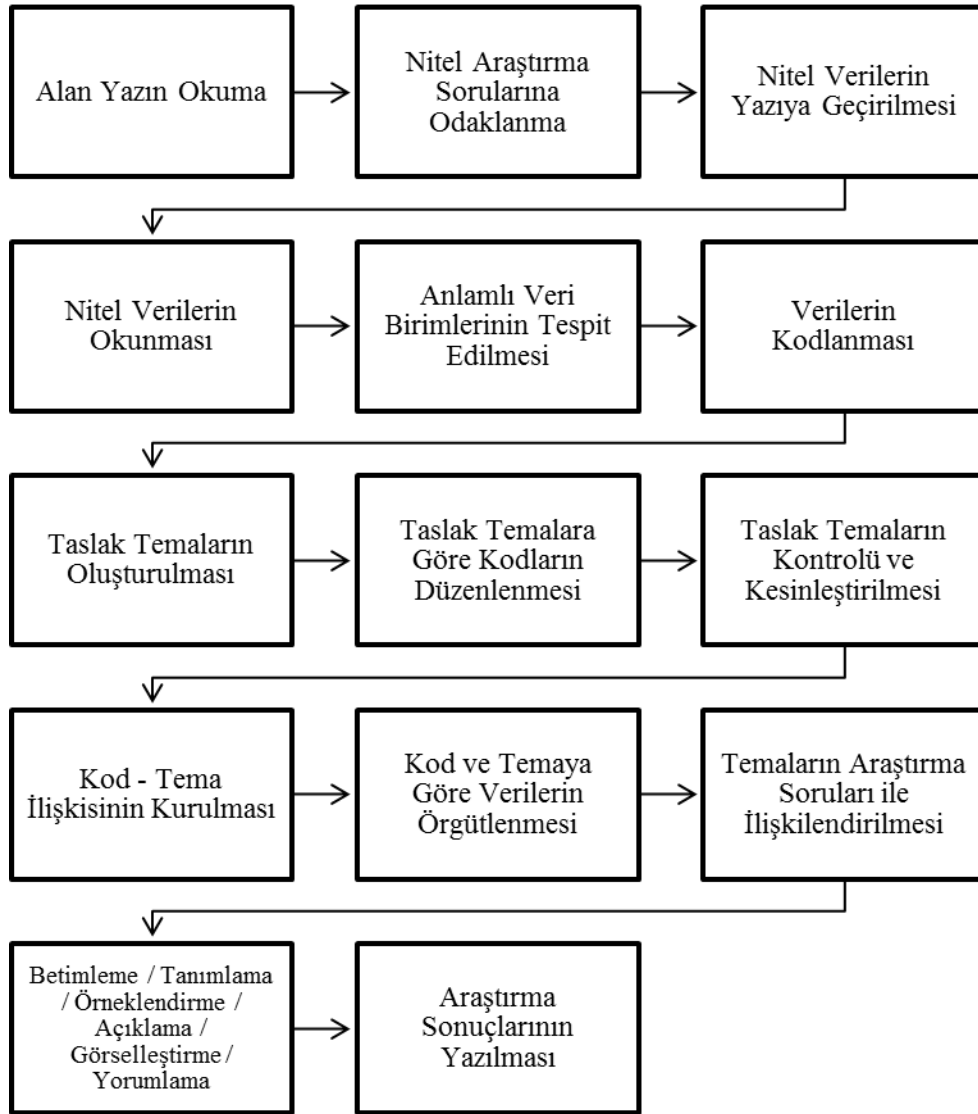 Alan Yazın Okuma
Nitel Araştırma
Sorularına
Odaklanma
Nitel Verilerin
Yazıya Geçirilmesi
Nitel Verilerin
Okunması
Anlamlı Veri
Birimlerinin Tespit
Edilmesi
Verilerin
Kodlanması
Taslak Temaların
Oluşturulması
Taslak Temalara
Göre Kodların
Düzenlenmesi
Taslak Temaların
Kontrolü ve
Kesinleştirilmesi
Kod - Tema
İlişkisinin Kurulması
Kod ve Temaya
Göre Verilerin
Örgütlenmesi
Temaların Araştırma
Soruları ile
İlişkilendirilmesi
Betimleme / Tanımlama
/ Örneklendirme /
Açıklama /
Görselleştirme /
Yorumlama
Araştırma
Sonuçlarının
Yazılması